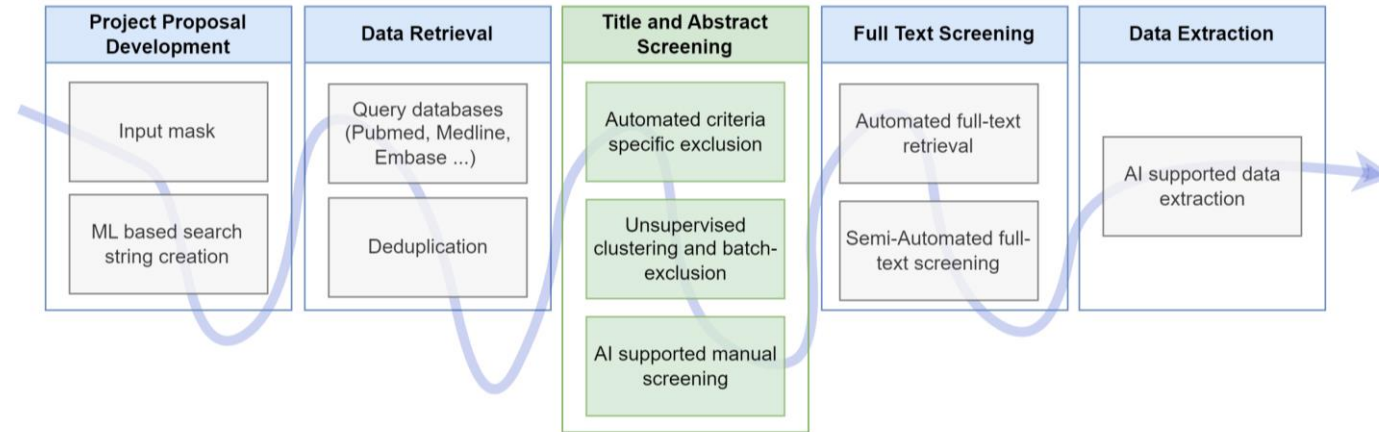 Project Proposal
Development
Input mask
ML based search
string creation
Data Retrieval
Query databases
(Pubmed, Medline,
Embase ...)
Deduplication
Title and Abstract
Screening
Automated criteria
specific exclusion
Unsupervised
clustering and batch-
exclusion
AI supported manual
screening
Full Text Screening
Automated full-text
retrieval
Semi-Automated full-
text screening
Data Extraction
AI supported data
extraction